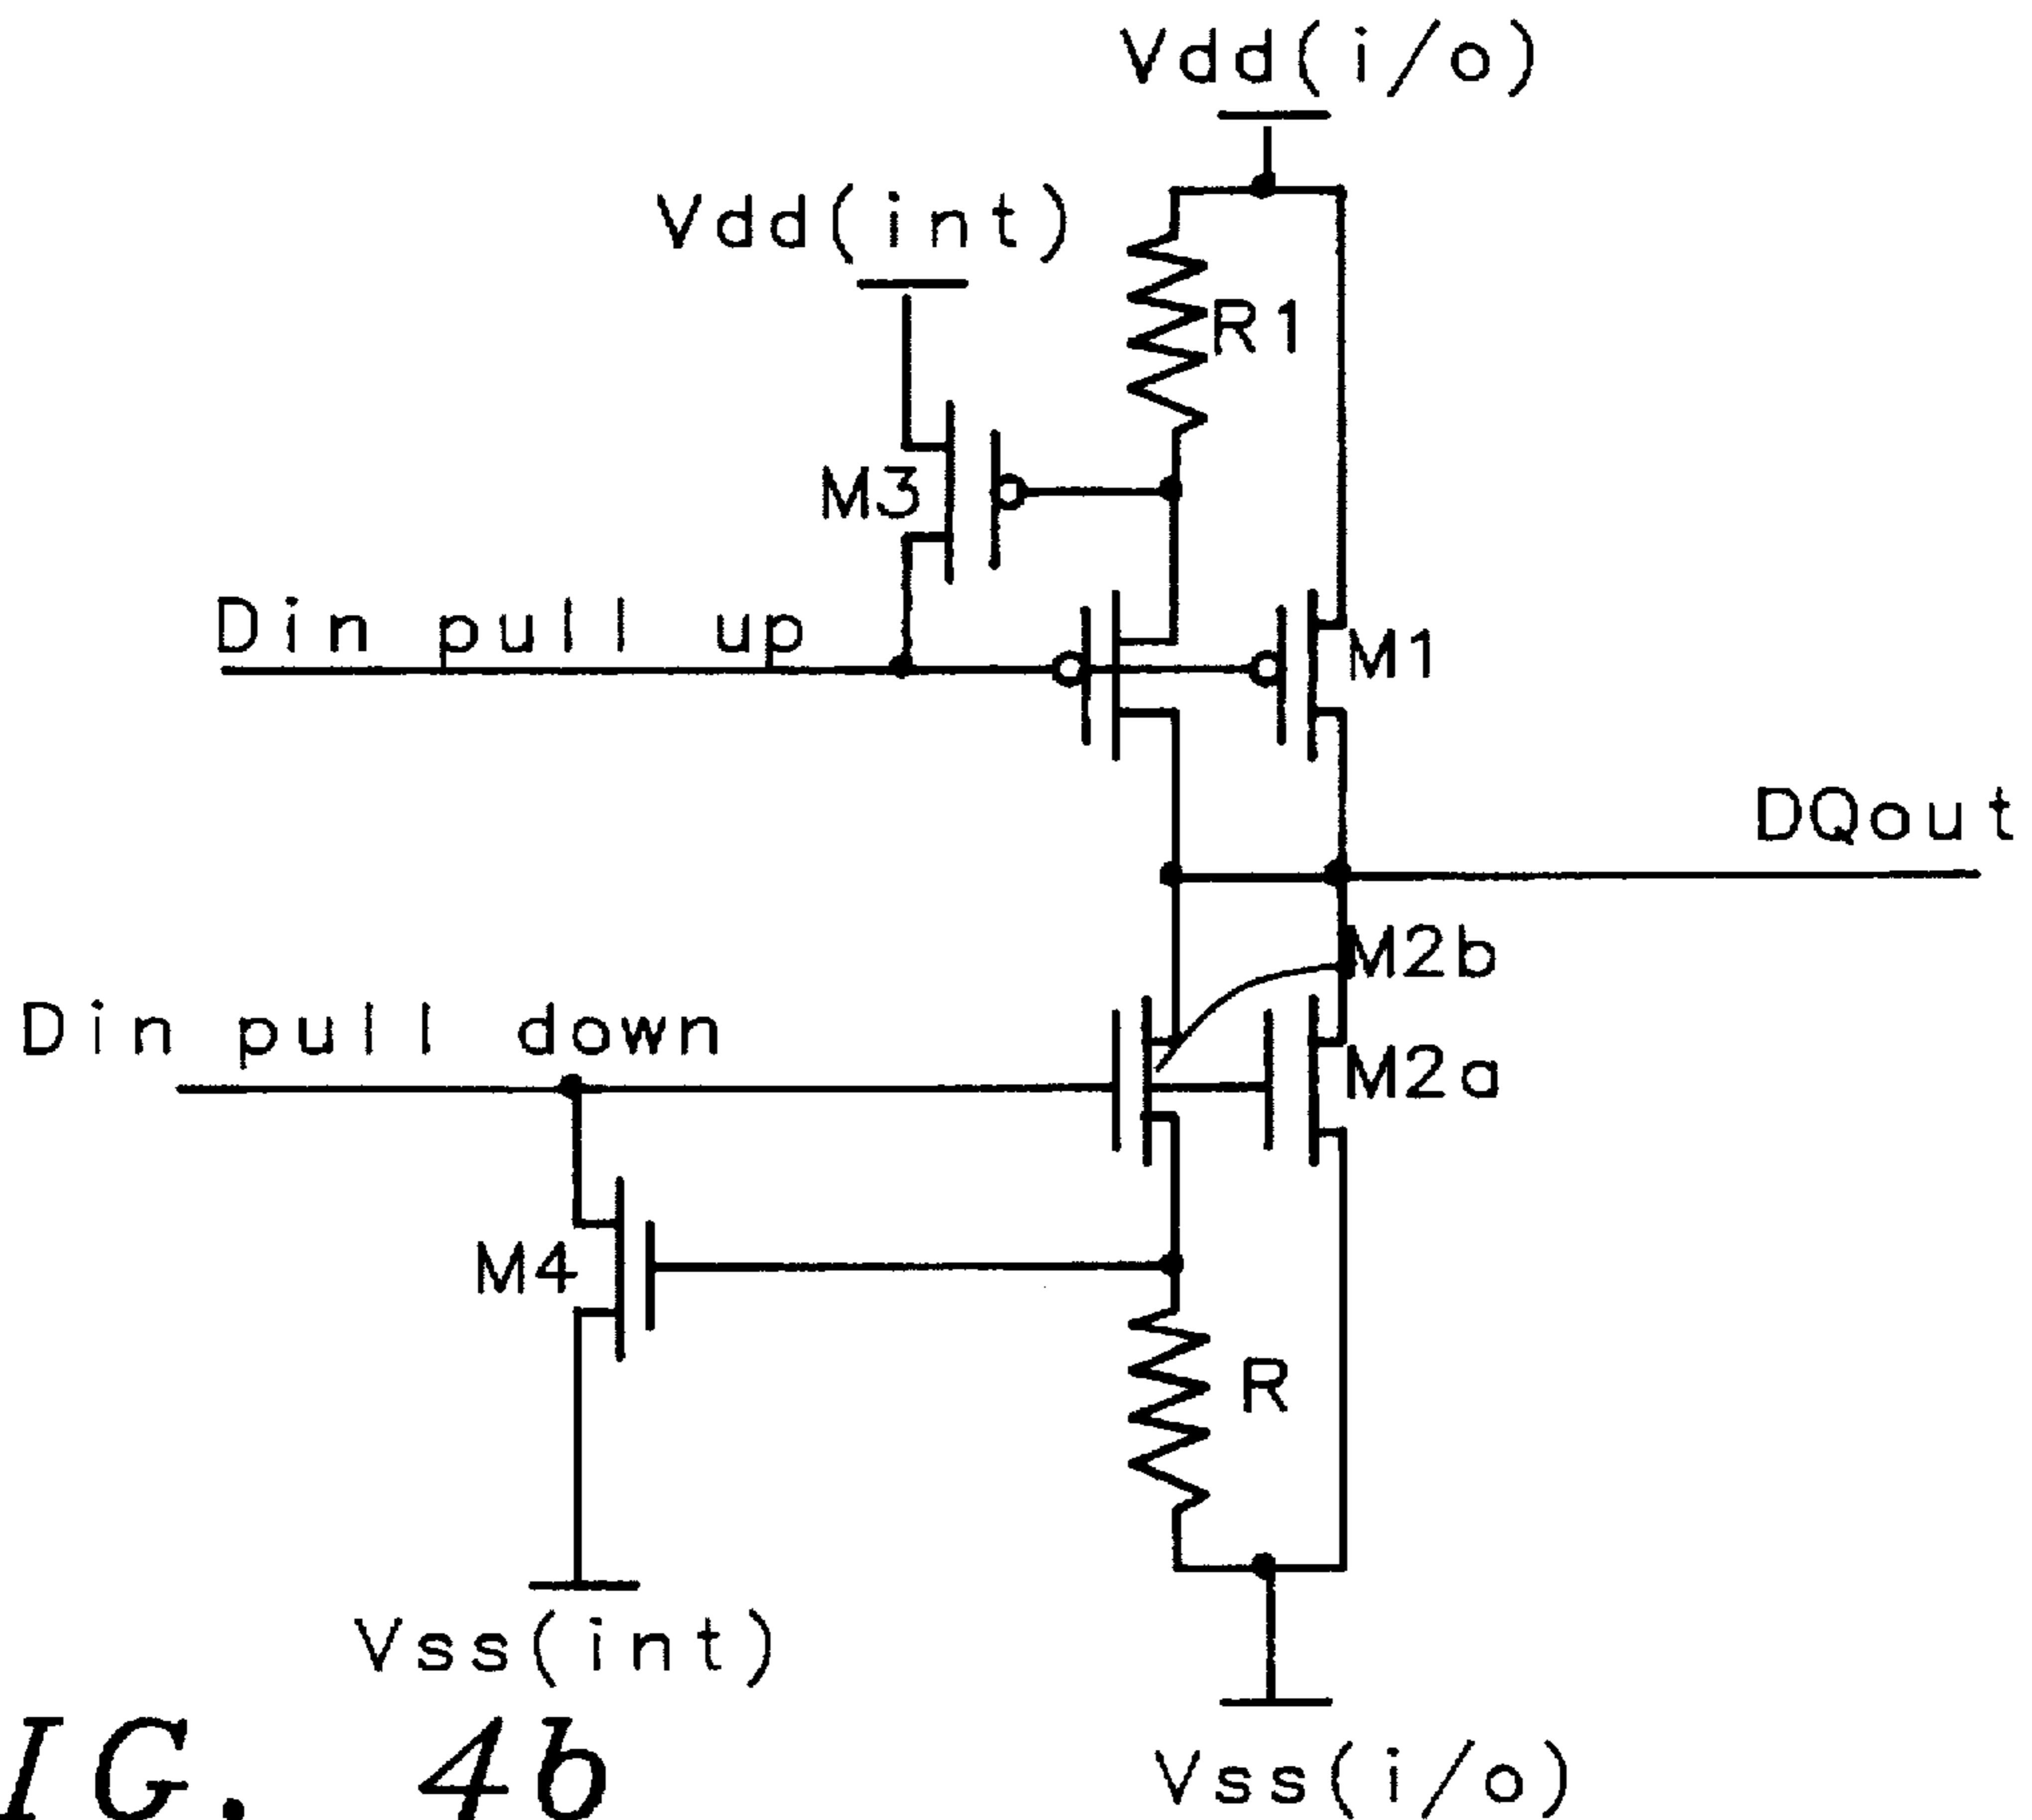 Vdd(i/o)
Vdd(int)
R1
M3
Din pull up
M1
DQout
M2b
Din pull down
M2a
M4
R
Vss(int)
Vss(i/o)
IG. 4b